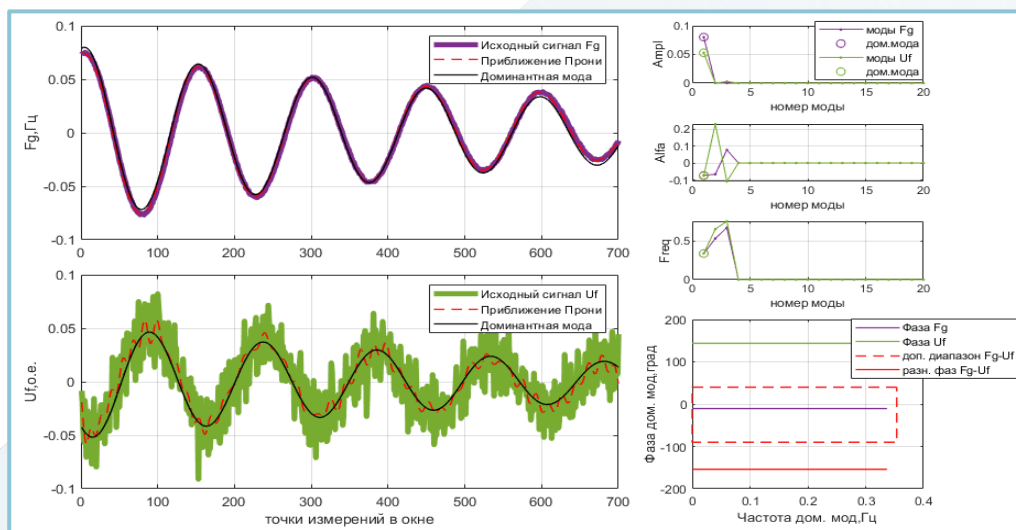 0.1
0.05
0
-0.05
-0.1
Fg,Гц
Исходный сигнал Fg
Приближение Прони
Доминантная мода
0 100 200 300 400 500 600 700
0.1
0.05
0
-0.05
-0.1
Uf,о.е.
Исходный сигнал Uf
Приближение Прони
Доминантная мода
0 100 200 300 400 500 600 700
точки измерений в окне
0.1
0.05
0
Ampl
моды Fg
дом.мода
моды Uf
дом.мода
0 5 10 15 20
номер моды
0.2
0.1
0
-0.1
Alfa
0 5 10 15 20
номер моды
0.5
0
Freq
0 5 10 15 20
номер моды
200
100
0
-100
-200
Фаза дом. мод,град
Фаза Fg
Фаза Uf
доп. диапазон Fg-Uf
разн. фаз Fg-Uf
0 0.1 0.2 0.3 0.4
Частота дом. мод,Гц